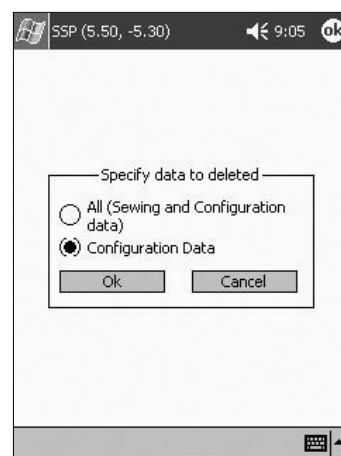 SSP (5.50, -5.30) 9:05 ok
Specify data to deleted
All (Sewing and Configuration
data)
Configuration Data
Ok Cancel